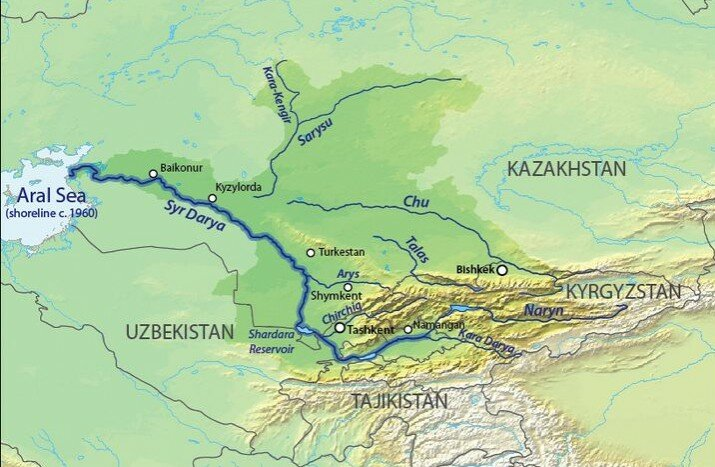 Kara-Kengir
Sarysu
KAZAKHSTAN
Baikonur
Aral Sea
(shoreline c. 1960)
Kyzylorda
Syr Darya
Chu
Turkestan
Talas
Bishkek
Arys
Shymkent
KYRGYZSTAN
Naryn
Chirchiq
UZBEKISTAN
Shardara
Reservoir
Tashkent
Namangan
Kara Darya
TAJIKISTAN